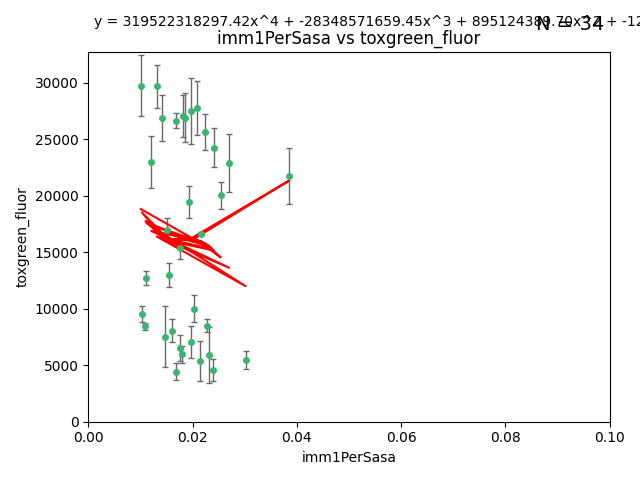 y = 319522318297.42x^4 + -28348571659.45x^3 +
N = 34
imm1PerSasa vs toxgreen_fluor
30000
25000
20000
15000
10000
5000
0
toxgreen_fluor
0.00 0.02 0.04 0.06 0.08 0.10
imm1PerSasa